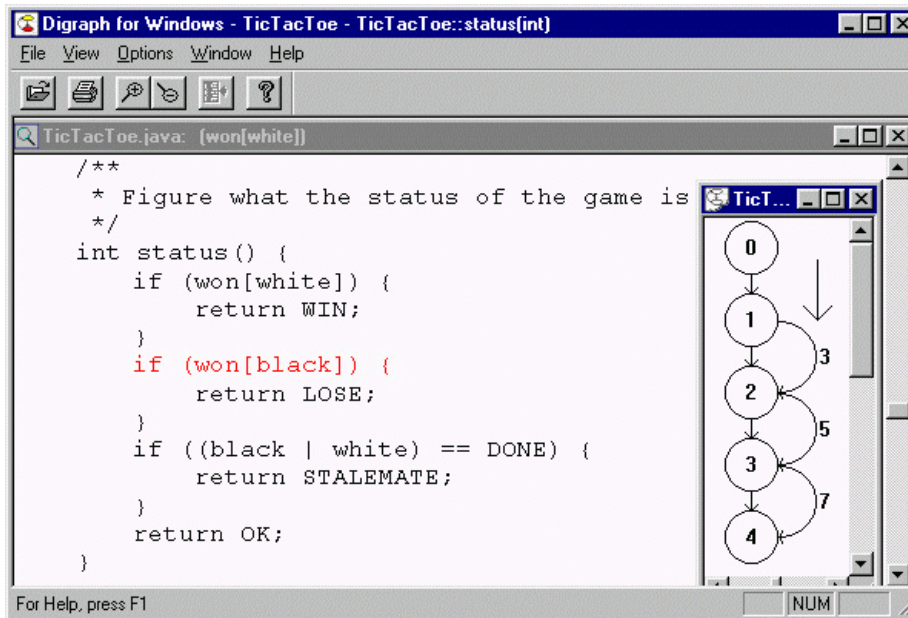 Digraph for Windows - TicTacToe - TicTacToe::status(int)
File View Options Window Help
TicTacToe.java: (won[white])
/**
* Figure what the status of the game is
*/
int status() {
if (won[white]) {
return WIN;
}
if (won[black]) {
return LOSE;
}
if ((black | white) == DONE) {
return STALEMATE;
}
return OK;
}
TicT...
0
1
3
2
5
3
7
4
For Help, press F1
NUM